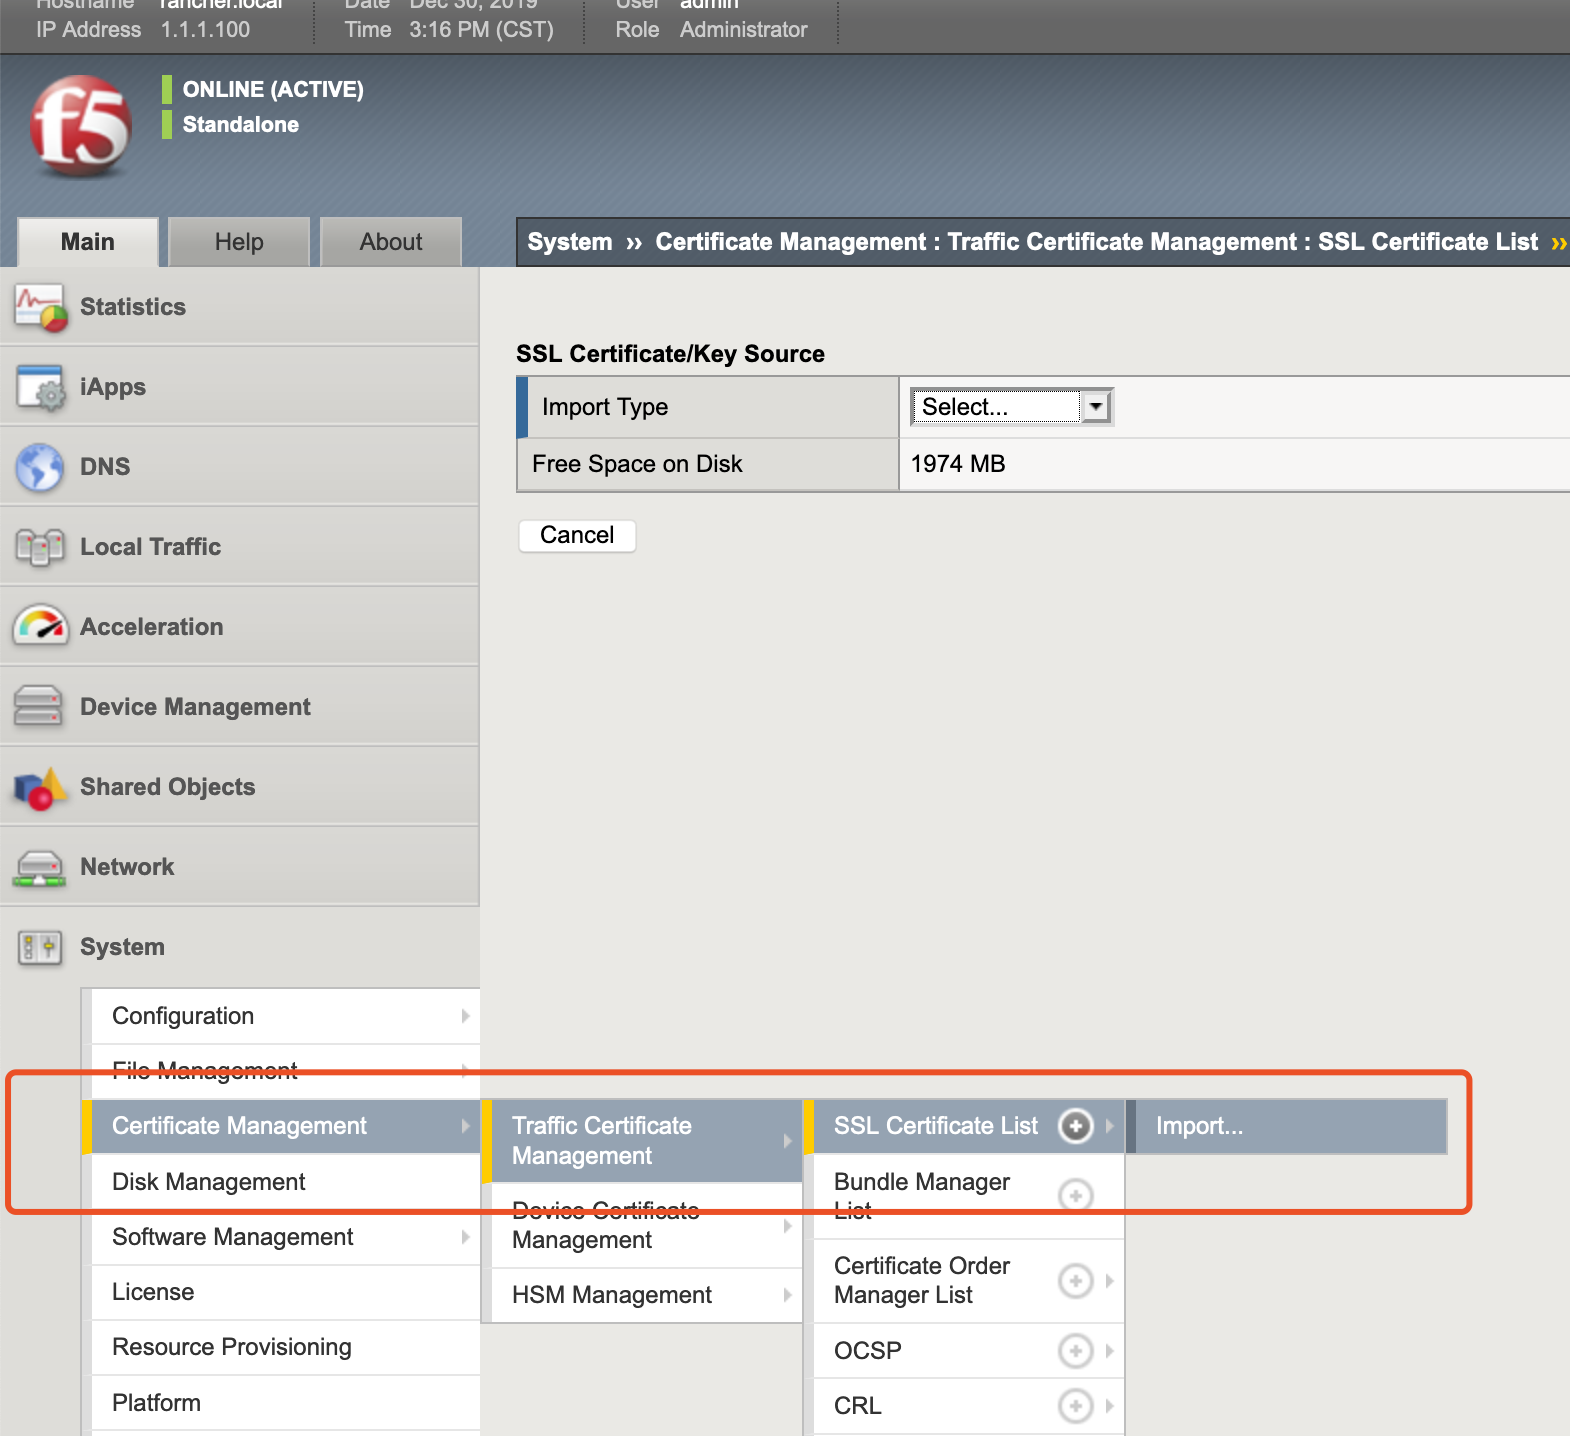 Hostname rancher.local Date Dec 30, 2019 User admin
IP Address 1.1.1.100 Time 3:16 PM (CST) Role Administrator
f5
ONLINE (ACTIVE)
Standalone
Main Help About
System ›› Certificate Management : Traffic Certificate Management : SSL Certificate List ››
Statistics
iApps
DNS
Local Traffic
Acceleration
Device Management
Shared Objects
Network
System
SSL Certificate/Key Source
Import Type Select...
Free Space on Disk 1974 MB
Cancel
Configuration
File Management
Certificate Management
Disk Management
Software Management
License
Resource Provisioning
Platform
Traffic Certificate
Management
Device Certificate
Management
HSM Management
SSL Certificate List
Bundle Manager
List
Certificate Order
Manager List
OCSP
CRL
Import...